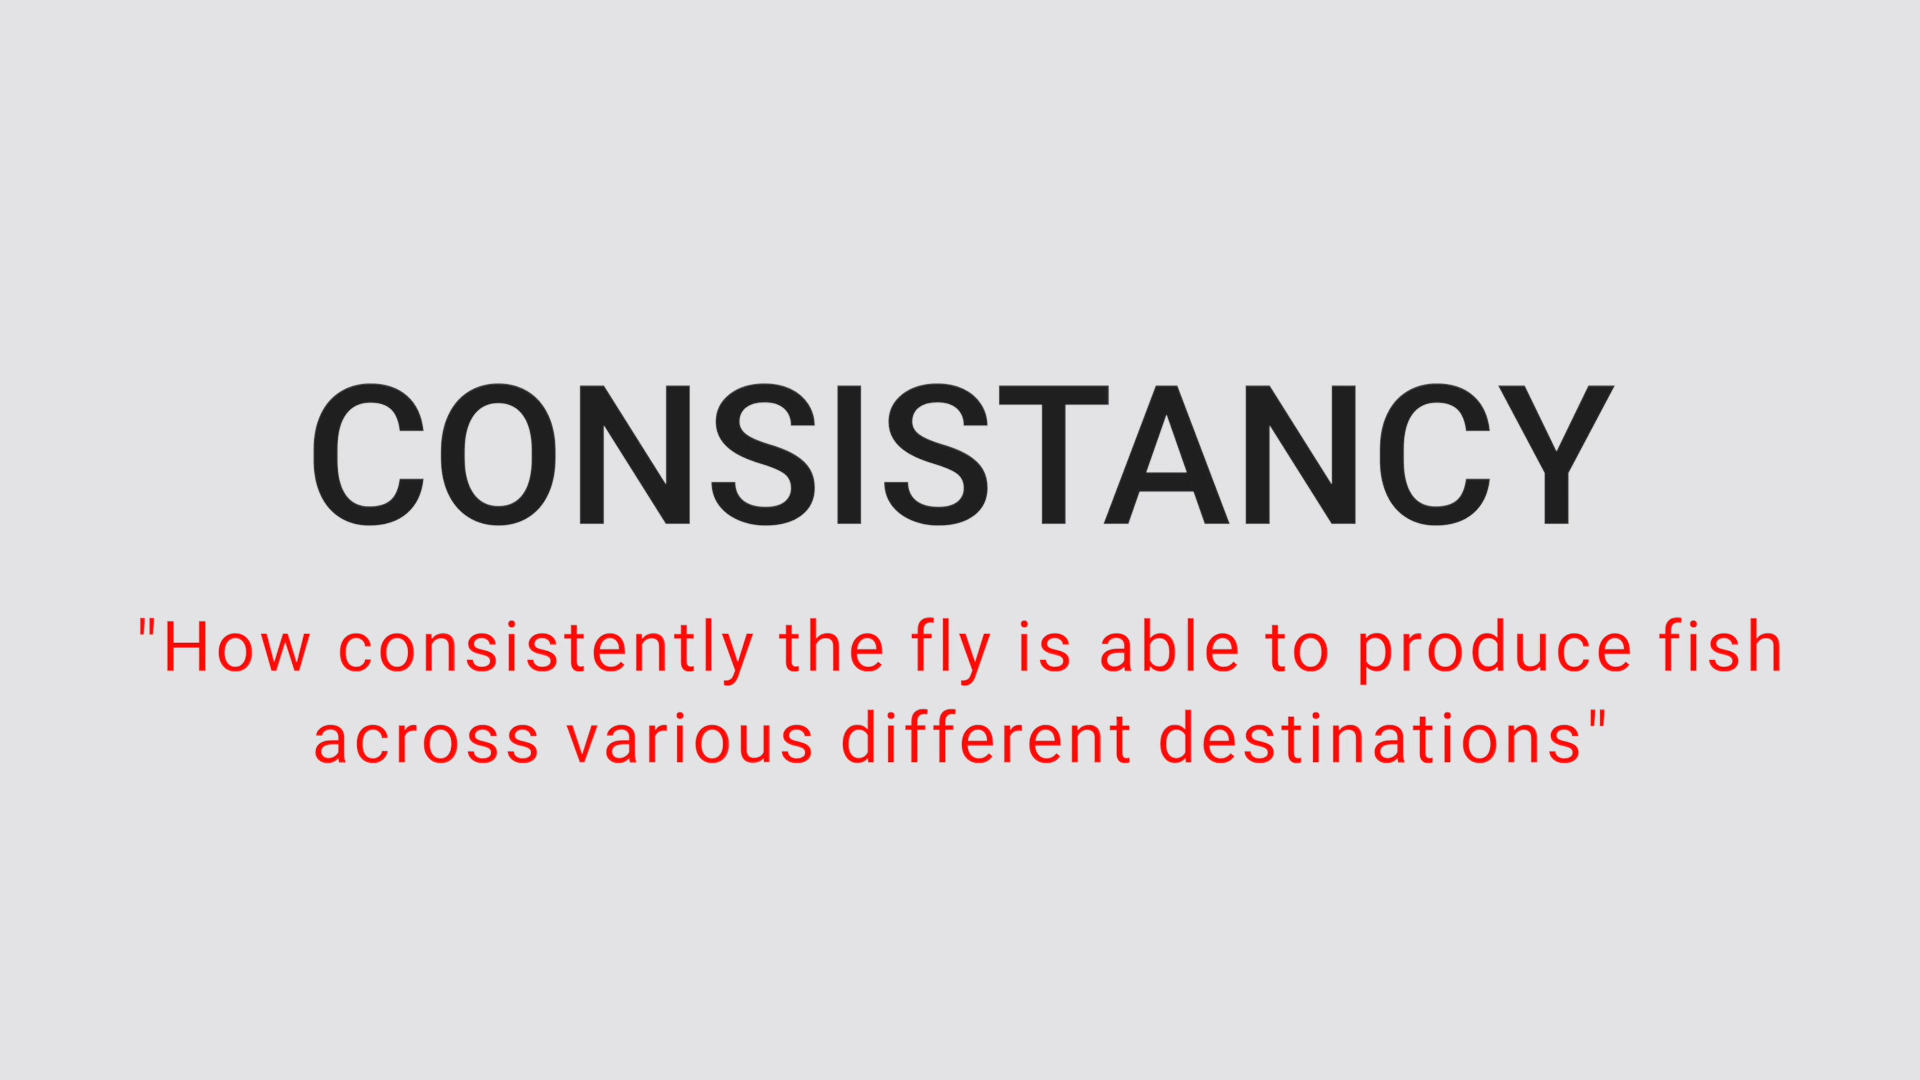 CONSISTANCY
"How consistently the fly is able to produce fish
across various different destinations"